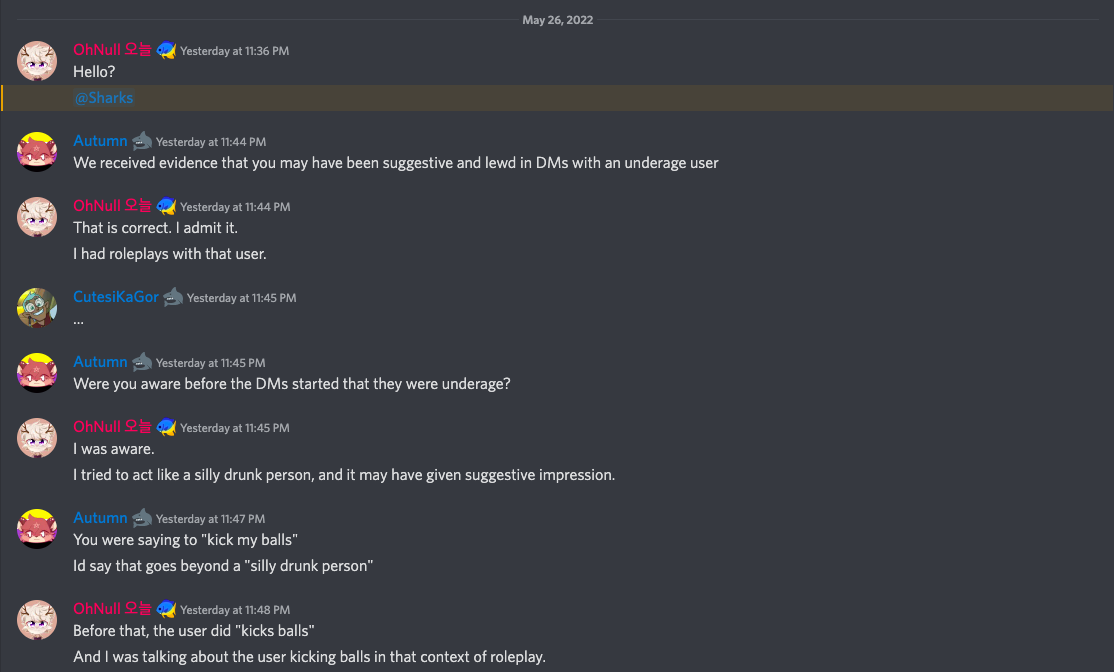 May 26, 2022
OhNull 오늘 Yesterday at 11:36 PM
Hello?
@Sharks
Autumn Yesterday at 11:44 PM
We received evidence that you may have been suggestive and lewd in DMs with an underage user
OhNull 오늘 Yesterday at 11:44 PM
That is correct. I admit it.
I had roleplays with that user.
CutesiKaGor Yesterday at 11:45 PM
...
Autumn Yesterday at 11:45 PM
Were you aware before the DMs started that they were underage?
OhNull 오늘 Yesterday at 11:45 PM
I was aware.
I tried to act like a silly drunk person, and it may have given suggestive impression.
Autumn Yesterday at 11:47 PM
You were saying to "kick my balls"
Id say that goes beyond a "silly drunk person"
OhNull 오늘 Yesterday at 11:48 PM
Before that, the user did "kicks balls"
And I was talking about the user kicking balls in that context of roleplay.